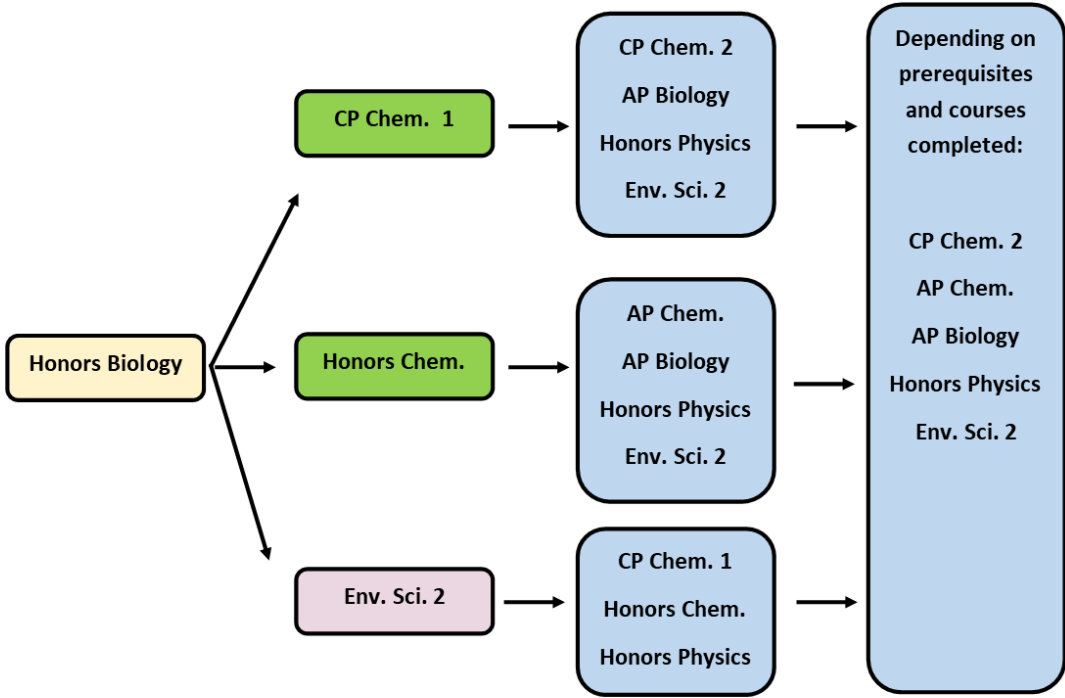 Honors Biology
CP Chem. 1
Honors Chem.
Env. Sci. 2
CP Chem. 2
AP Biology
Honors Physics
Env. Sci. 2
AP Chem.
AP Biology
Honors Physics
Env. Sci. 2
CP Chem. 1
Honors Chem.
Honors Physics
Depending on
prerequisites
and courses
completed:
CP Chem. 2
AP Chem.
AP Biology
Honors Physics
Env. Sci. 2